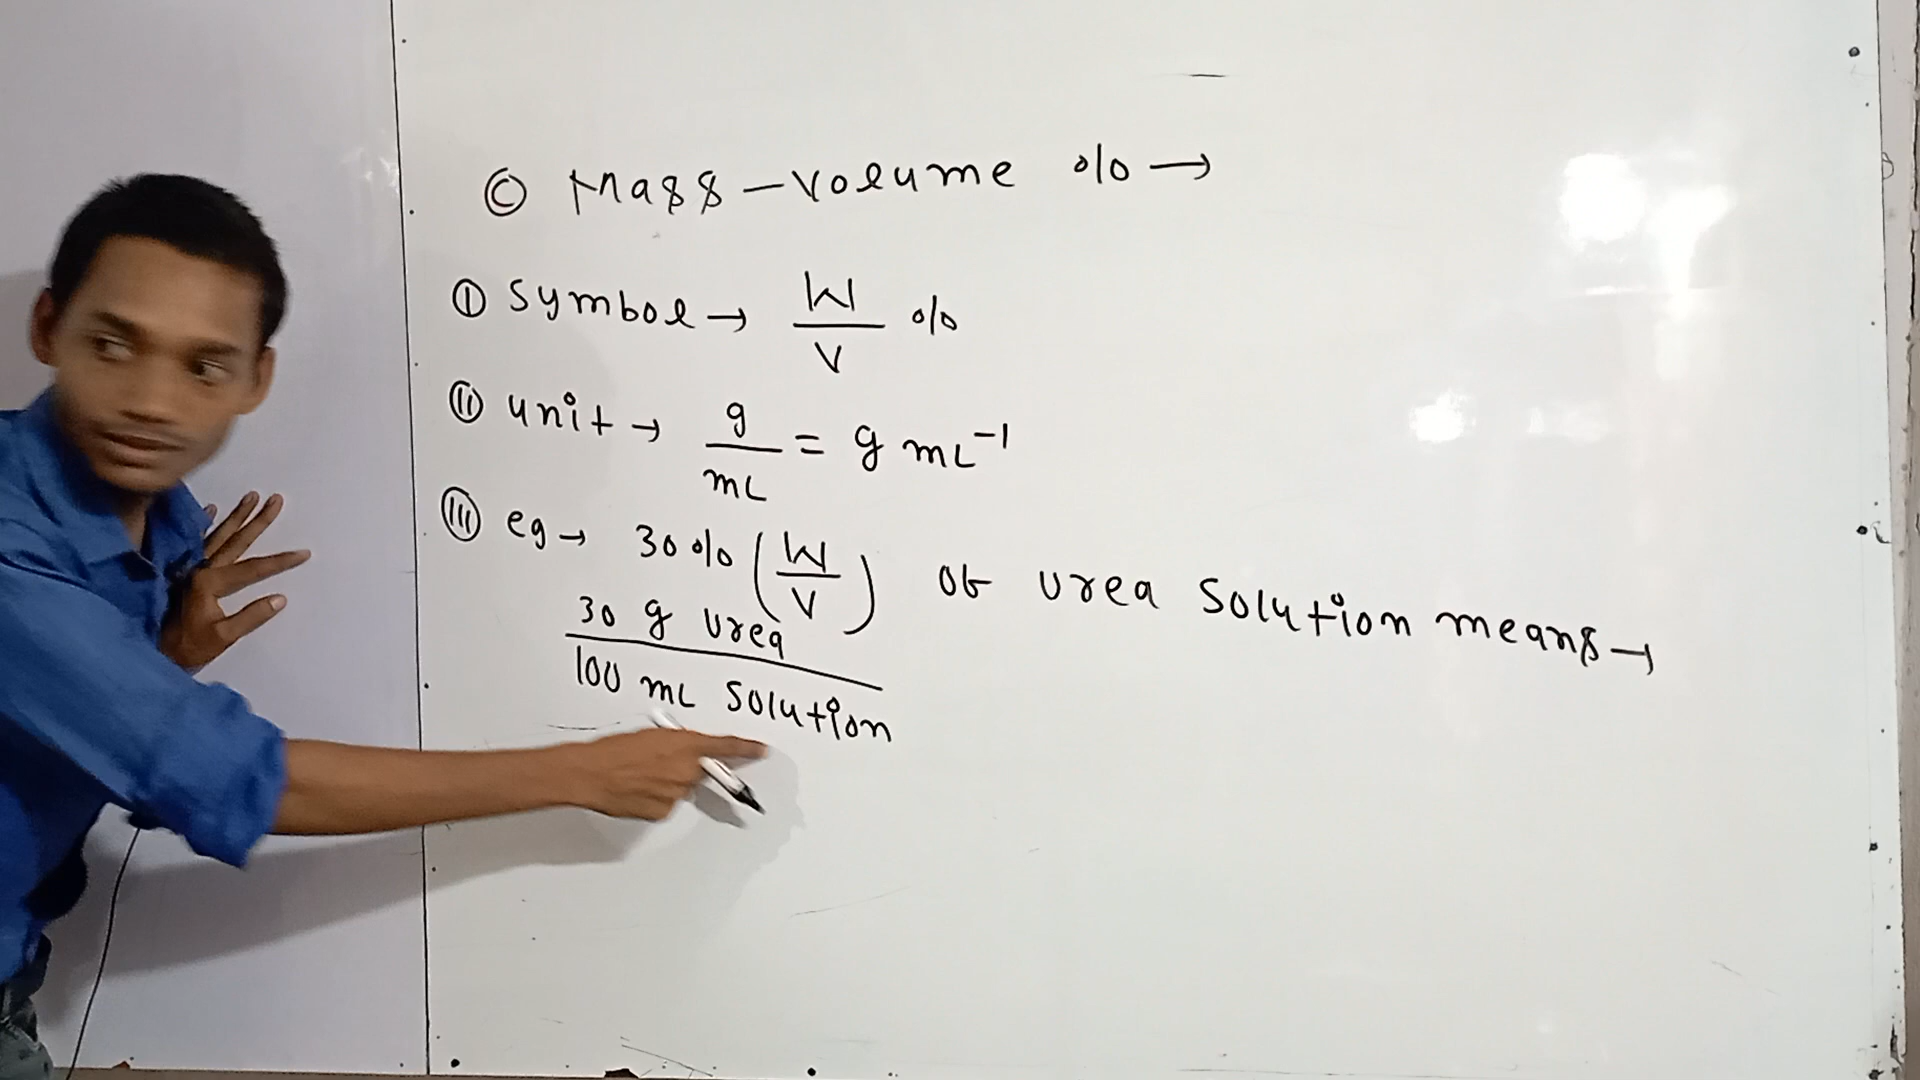 © Mass - Volume % →
① Symbol → W/V %
② unit → g/mL = g mL⁻¹
③ eg → 30% (W/V) of urea solution means →
30 g urea
100 mL solution